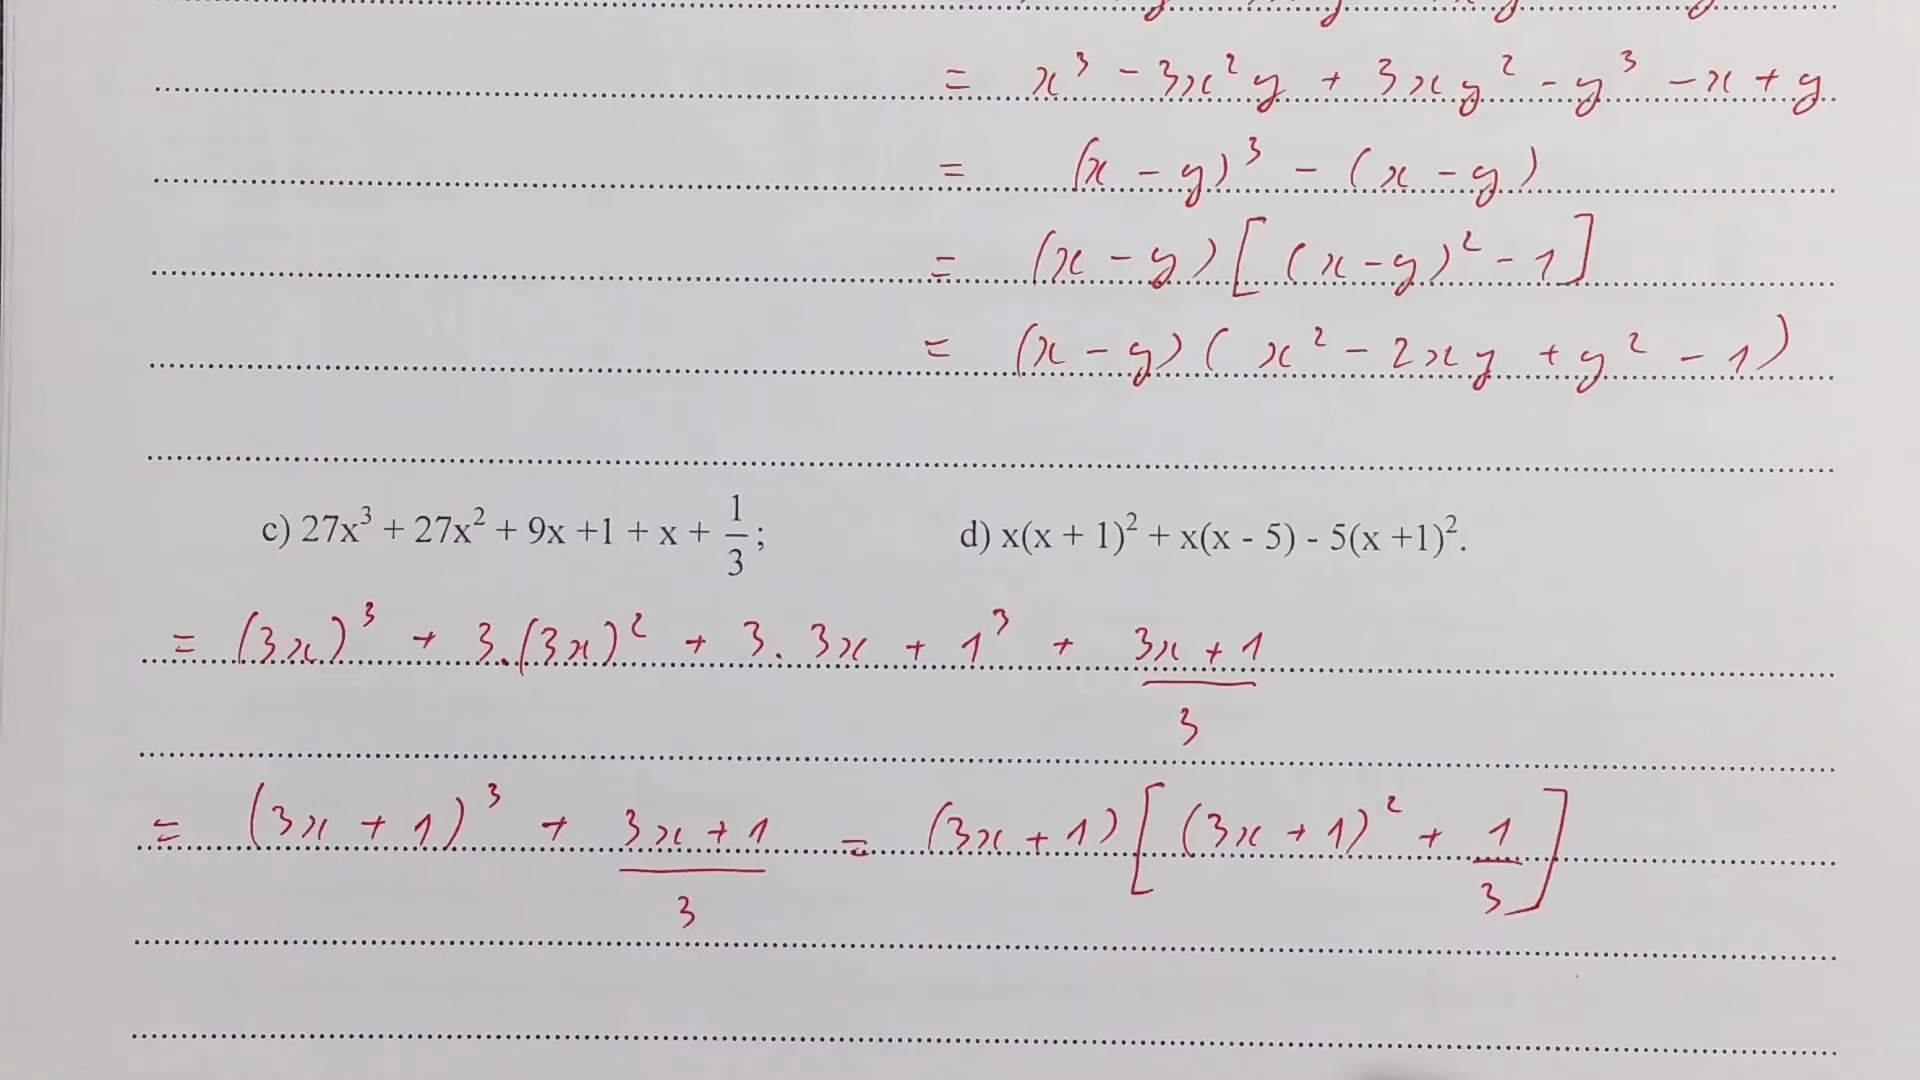 = x³ - 3x²y + 3xy² - y³ - x + y
= (x - y)³ - (x - y)
= (x - y)[(x - y)² - 1]
= (x - y)(x² - 2xy + y² - 1)
c) 27x³ + 27x² + 9x +1 + x + 1/3; d) x(x + 1)² + x(x - 5) - 5(x +1)².
= (3x)³ + 3.(3x)² + 3. 3x + 1³ + (3x + 1)/3
= (3x + 1)³ + (3x + 1)/3 = (3x + 1)[(3x + 1)² + 1/3]